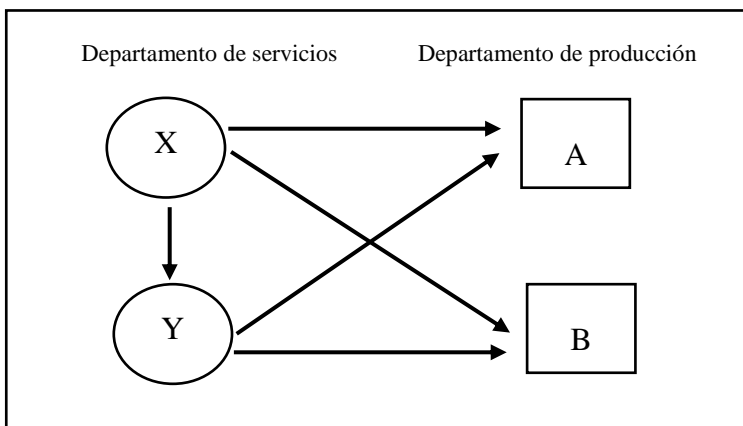 Departamento de servicios
Departamento de producción
X
A
Y
B